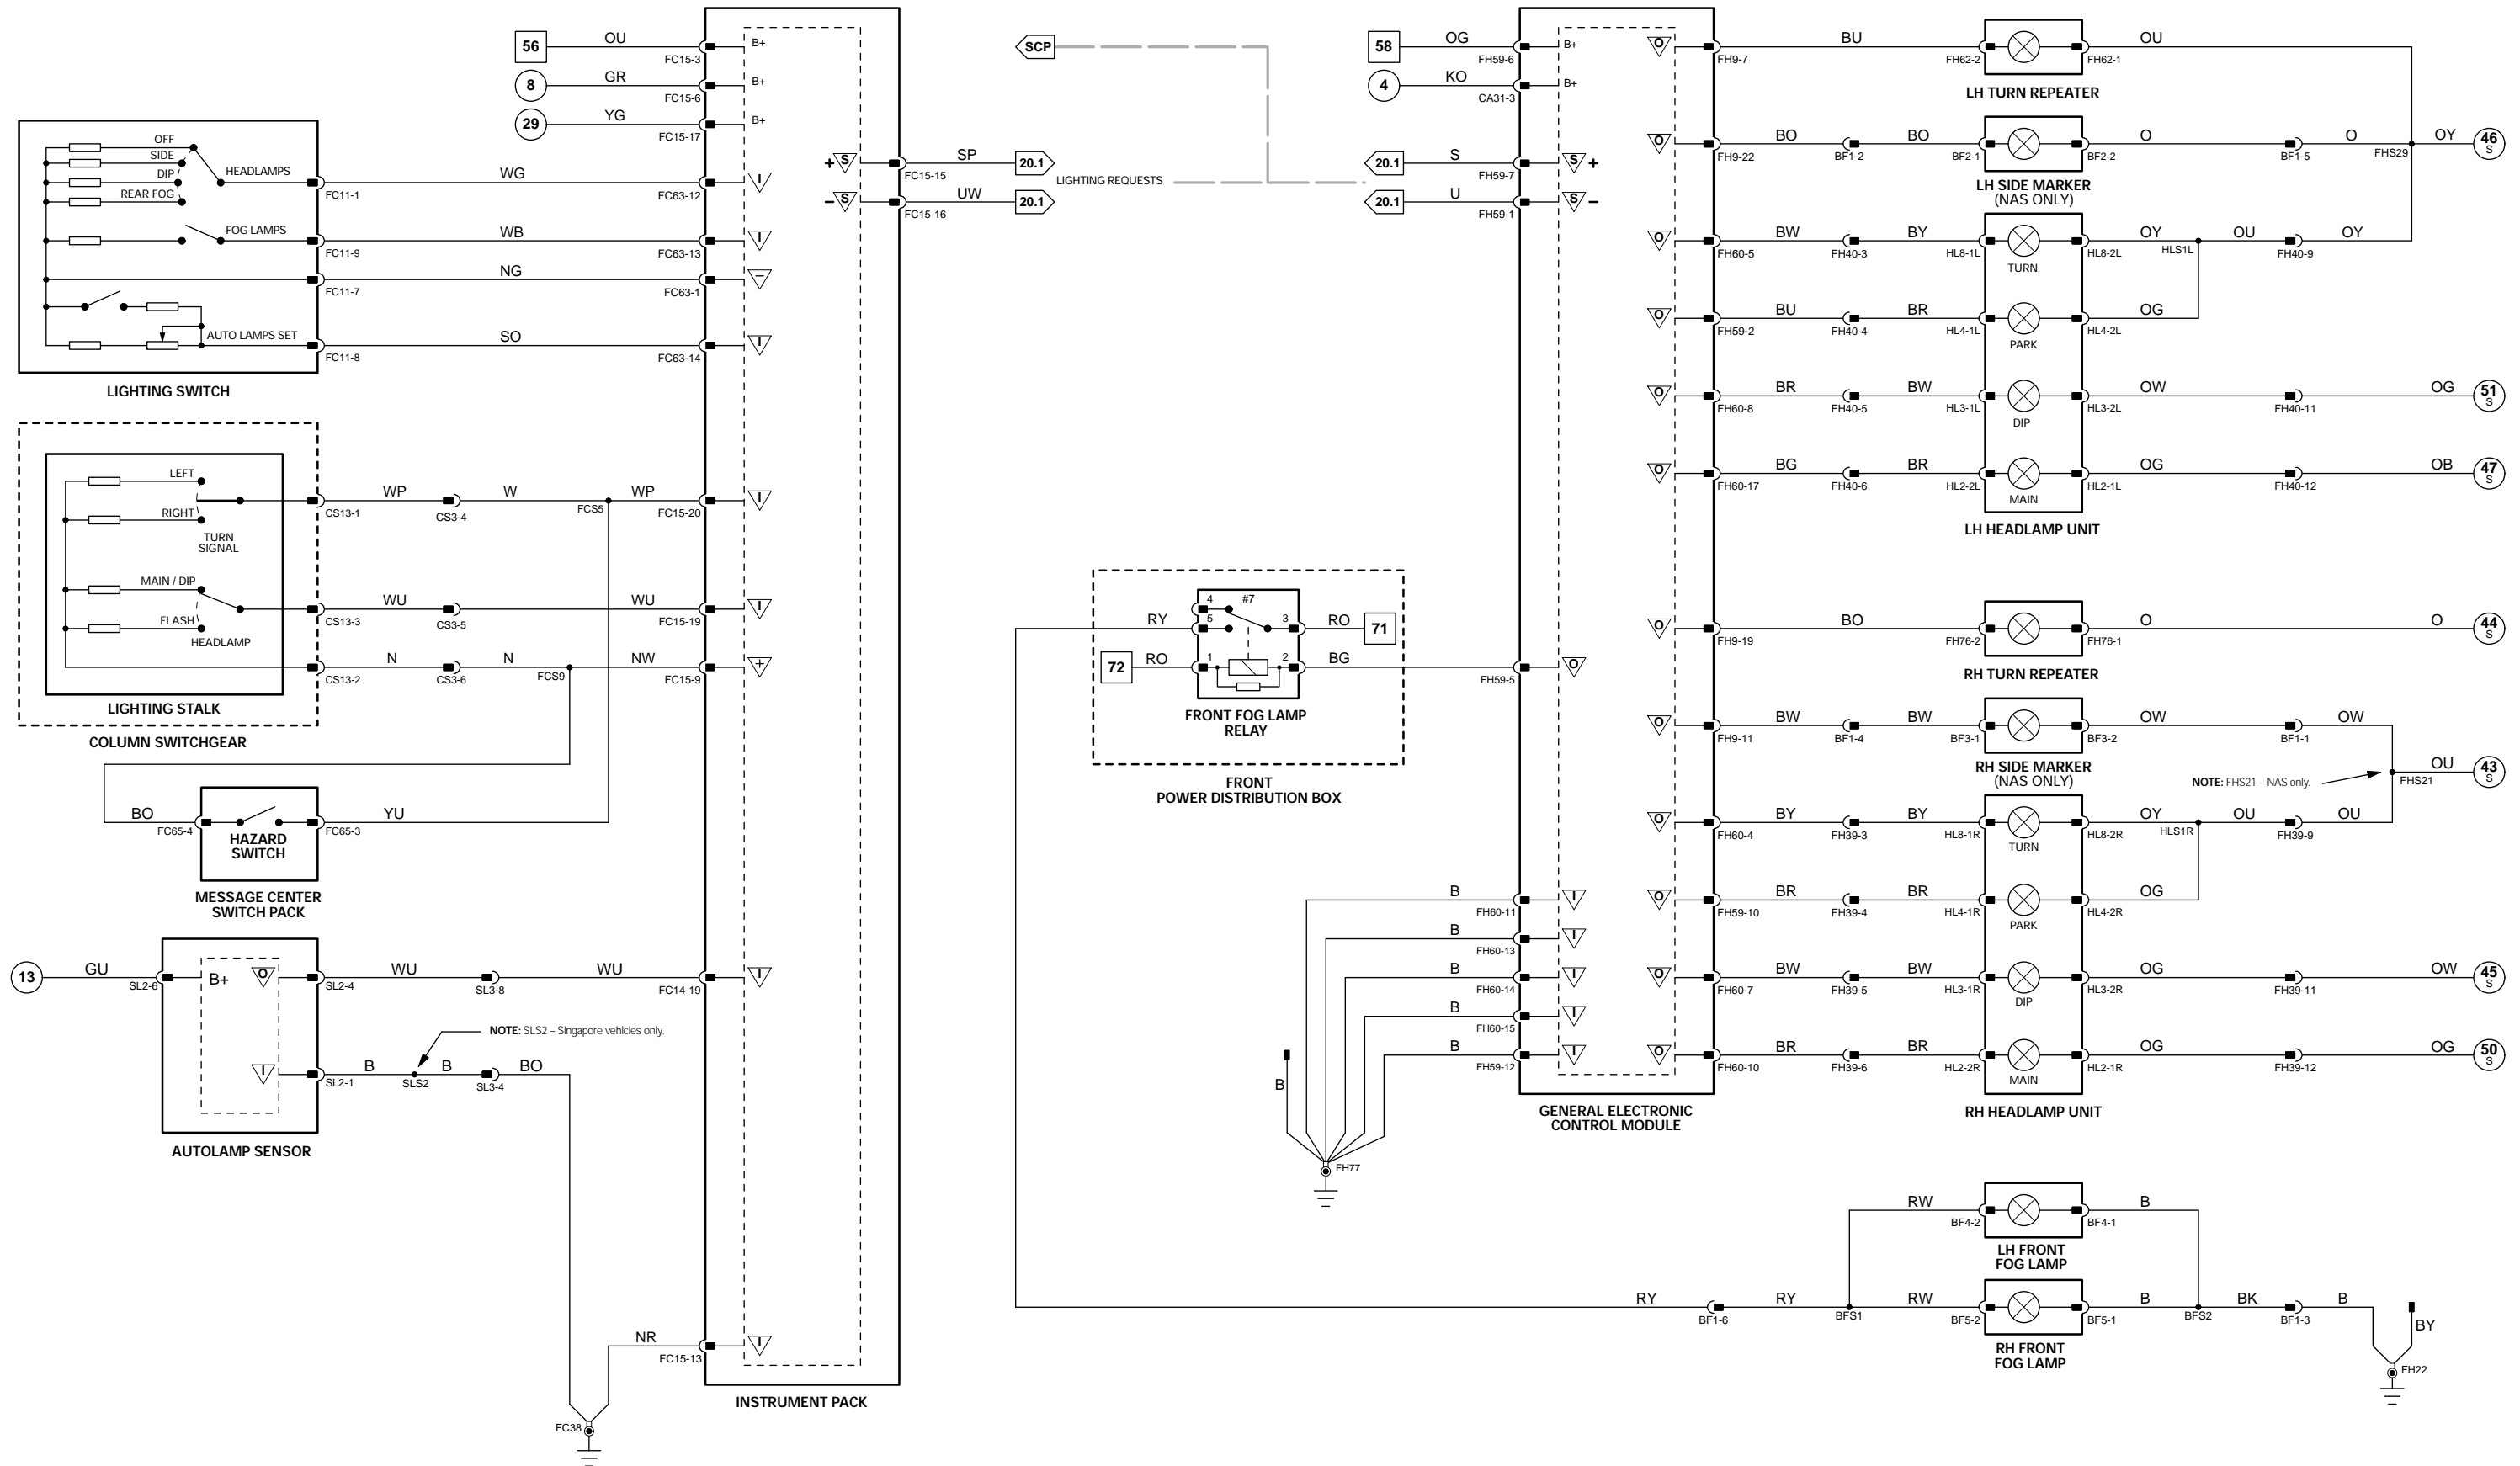 56
OU
FC15-3
B+
8
GR
FC15-6
B+
29
YG
FC15-17
B+
OFF
SIDE
DIP
REAR FOG
HEADLAMPS
FC11-1
WG
FC63-12
I
FOG LAMPS
FC11-9
WB
FC63-13
I
FC11-7
NG
FC63-1
–
AUTO LAMPS SET
FC11-8
SO
FC63-14
I
LIGHTING SWITCH
LEFT
RIGHT
TURN
SIGNAL
CS13-1
WP
CS3-4
W
FCS5
WP
FC15-20
I
MAIN / DIP
FLASH
HEADLAMP
CS13-3
WU
CS3-5
WU
FC15-19
I
CS13-2
N
CS3-6
N
FCS9
NW
FC15-9
+
LIGHTING STALK
COLUMN SWITCHGEAR
BO
FC65-4
HAZARD
SWITCH
FC65-3
YU
MESSAGE CENTER
SWITCH PACK
13
GU
SL2-6
B+
O
SL2-4
WU
SL3-8
WU
FC14-19
I
NOTE: SLS2 – Singapore vehicles only.
I
SL2-1
B
SLS2
B
SL3-4
BO
AUTOLAMP SENSOR
NR
FC15-13
I
FC38
INSTRUMENT PACK
+
S
FC15-15
SP
20.1
–
S
FC15-16
UW
20.1
SCP
LIGHTING REQUESTS
58
OG
FH59-6
B+
4
KO
CA31-3
B+
20.1
S
FH59-7
S
+
20.1
U
FH59-1
S
–
RY
4
5
#7
3
RO
71
72
RO
1
2
BG
FH59-5
O
FRONT FOG LAMP
RELAY
FRONT
POWER DISTRIBUTION BOX
B
FH60-11
I
B
FH60-13
I
B
FH60-14
I
B
FH60-15
I
B
FH59-12
I
B
FH77
GENERAL ELECTRONIC
CONTROL MODULE
O
FH9-7
BU
FH62-2
FH62-1
OU
LH TURN REPEATER
O
FH9-22
BO
BF1-2
BO
BF2-1
BF2-2
O
BF1-5
O
FHS29
OY
46
S
LH SIDE MARKER
(NAS ONLY)
O
FH60-5
BW
FH40-3
BY
HL8-1L
TURN
HL8-2L
OY
HLS1L
OU
FH40-9
OY
O
FH59-2
BU
FH40-4
BR
HL4-1L
PARK
HL4-2L
OG
O
FH60-8
BR
FH40-5
BW
HL3-1L
DIP
HL3-2L
OW
FH40-11
OG
51
S
O
FH60-17
BG
FH40-6
BR
HL2-2L
MAIN
HL2-1L
OG
FH40-12
OB
47
S
LH HEADLAMP UNIT
O
FH9-19
BO
FH76-2
FH76-1
O
O
44
S
RH TURN REPEATER
O
FH9-11
BW
BF1-4
BW
BF3-1
BF3-2
OW
BF1-1
OW
RH SIDE MARKER
(NAS ONLY)
NOTE: FHS21 – NAS only.
FHS21
OU
43
S
O
FH60-4
BY
FH39-3
BY
HL8-1R
TURN
HL8-2R
OY
HLS1R
OU
FH39-9
OU
O
FH59-10
BR
FH39-4
BR
HL4-1R
PARK
HL4-2R
OG
O
FH60-7
BW
FH39-5
BW
HL3-1R
DIP
HL3-2R
OG
FH39-11
OW
45
S
O
FH60-10
BR
FH39-6
BR
HL2-2R
MAIN
HL2-1R
OG
FH39-12
OG
50
S
RH HEADLAMP UNIT
RW
BF4-2
BF4-1
B
LH FRONT
FOG LAMP
RY
BF1-6
RY
BFS1
RW
BF5-2
BF5-1
B
BFS2
BK
BF1-3
B
BY
RH FRONT
FOG LAMP
FH22